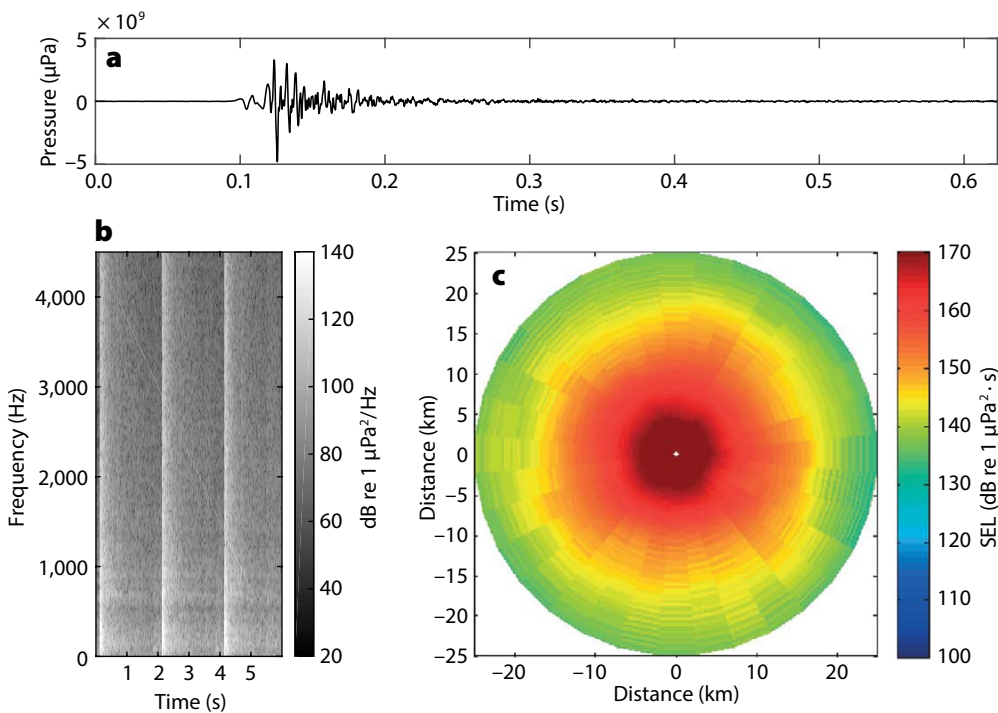 × 10⁹
a
Pressure (µPa)
5
0
−5
0.0 0.1 0.2 0.3 0.4 0.5 0.6
Time (s)
b
Frequency (Hz)
4,000
3,000
2,000
1,000
0
1 2 3 4 5
Time (s)
140
120
100
80
60
40
20
dB re 1 µPa²/Hz
c
Distance (km)
25
20
15
10
5
0
−5
−10
−15
−20
−25
−20 −10 0 10 20
Distance (km)
170
160
150
140
130
120
110
100
SEL (dB re 1 µPa² · s)